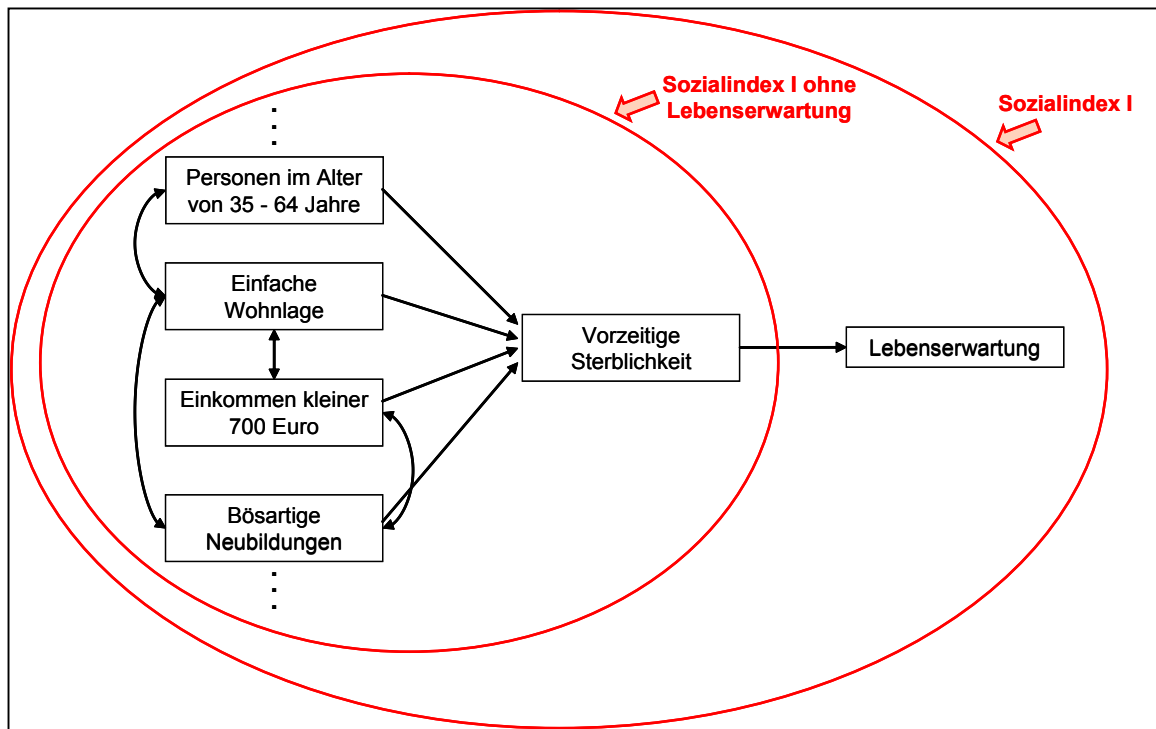 Sozialindex I ohne
Lebenserwartung
Sozialindex I
Personen im Alter
von 35 - 64 Jahre
Einfache
Wohnlage
Vorzeitige
Sterblichkeit
Lebenserwartung
Einkommen kleiner
700 Euro
Bösartige
Neubildungen